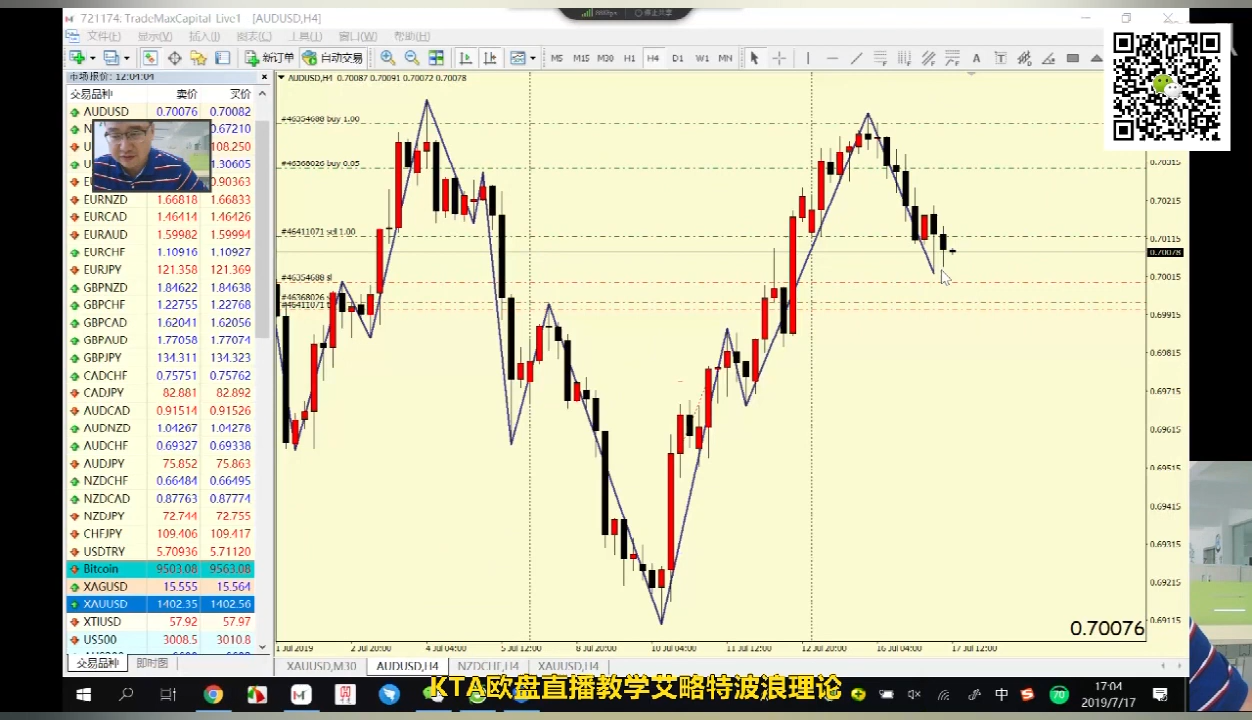 721174: TradeMaxCapital-Live1 - [AUDUSD,H4]
文件(F) 显示(V) 插入(I) 图表(C) 工具(T) 窗口(W) 帮助(H)
新订单 自动交易 M5 M15 M30 H1 H4 D1 W1 MN
市场报价: 12:04:04
交易品种 卖价 买价
AUDUSD 0.70076 0.70082
0.67210
108.250
1.30605
0.90363
EURNZD 1.66818 1.66833
EURCAD 1.46414 1.46426
EURAUD 1.59982 1.59994
EURCHF 1.10916 1.10927
EURJPY 121.358 121.369
GBPNZD 1.84622 1.84638
GBPCHF 1.22755 1.22768
GBPCAD 1.62041 1.62056
GBPAUD 1.77058 1.77074
GBPJPY 134.311 134.323
CADCHF 0.75751 0.75762
CADJPY 82.881 82.892
AUDCAD 0.91514 0.91526
AUDNZD 1.04267 1.04278
AUDCHF 0.69327 0.69338
AUDJPY 75.852 75.863
NZDCHF 0.66484 0.66495
NZDCAD 0.87763 0.87774
NZDJPY 72.744 72.755
CHFJPY 109.406 109.417
USDTRY 5.70936 5.71120
Bitcoin 9503.08 9563.08
XAGUSD 15.555 15.564
XAUUSD 1402.35 1402.56
XTIUSD 57.92 57.97
US500 3008.5 3010.8
交易品种 即时图
AUDUSD,H4 0.70087 0.70091 0.70072 0.70078
#46354688 buy 1.00
#46368026 buy 0.05
#46411071 sell 1.00
#46354688 sl
#46368026
#46411071
0.70315
0.70215
0.70115
0.70078
0.70015
0.69915
0.69815
0.69715
0.69615
0.69515
0.69415
0.69315
0.69215
0.69115
0.70076
1 Jul 2019 2 Jul 20:00 4 Jul 04:00 5 Jul 12:00 8 Jul 20:00 10 Jul 04:00 11 Jul 12:00 12 Jul 20:00 16 Jul 04:00 17 Jul 12:00
XAUUSD,M30 AUDUSD,H4 NZDCHF,H4 XAUUSD,H4
KTA欧盘直播教学艾略特波浪理论
中 70 17:04
2019/7/17